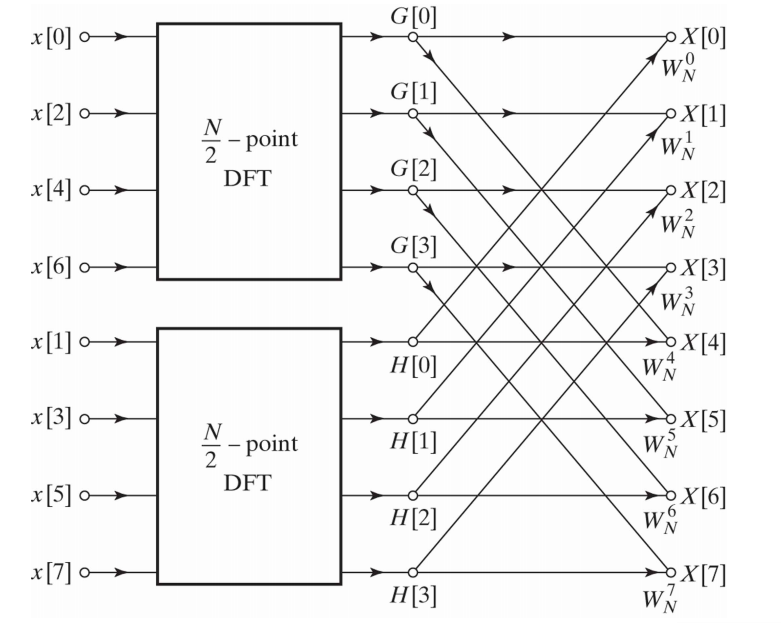 G[0]
x[0] X[0]
W_N^0
G[1]
x[2] X[1]
W_N^1
N/2 – point
DFT
G[2]
x[4] X[2]
W_N^2
G[3]
x[6] X[3]
W_N^3
x[1] X[4]
H[0] W_N^4
x[3] X[5]
H[1] W_N^5
N/2 – point
DFT
x[5] X[6]
H[2] W_N^6
x[7] X[7]
H[3] W_N^7